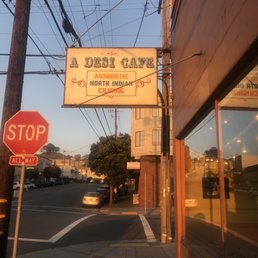 A DESI CAFE
AUTHENTIC
NORTH INDIAN
CUISINE
STOP
ALL WAY